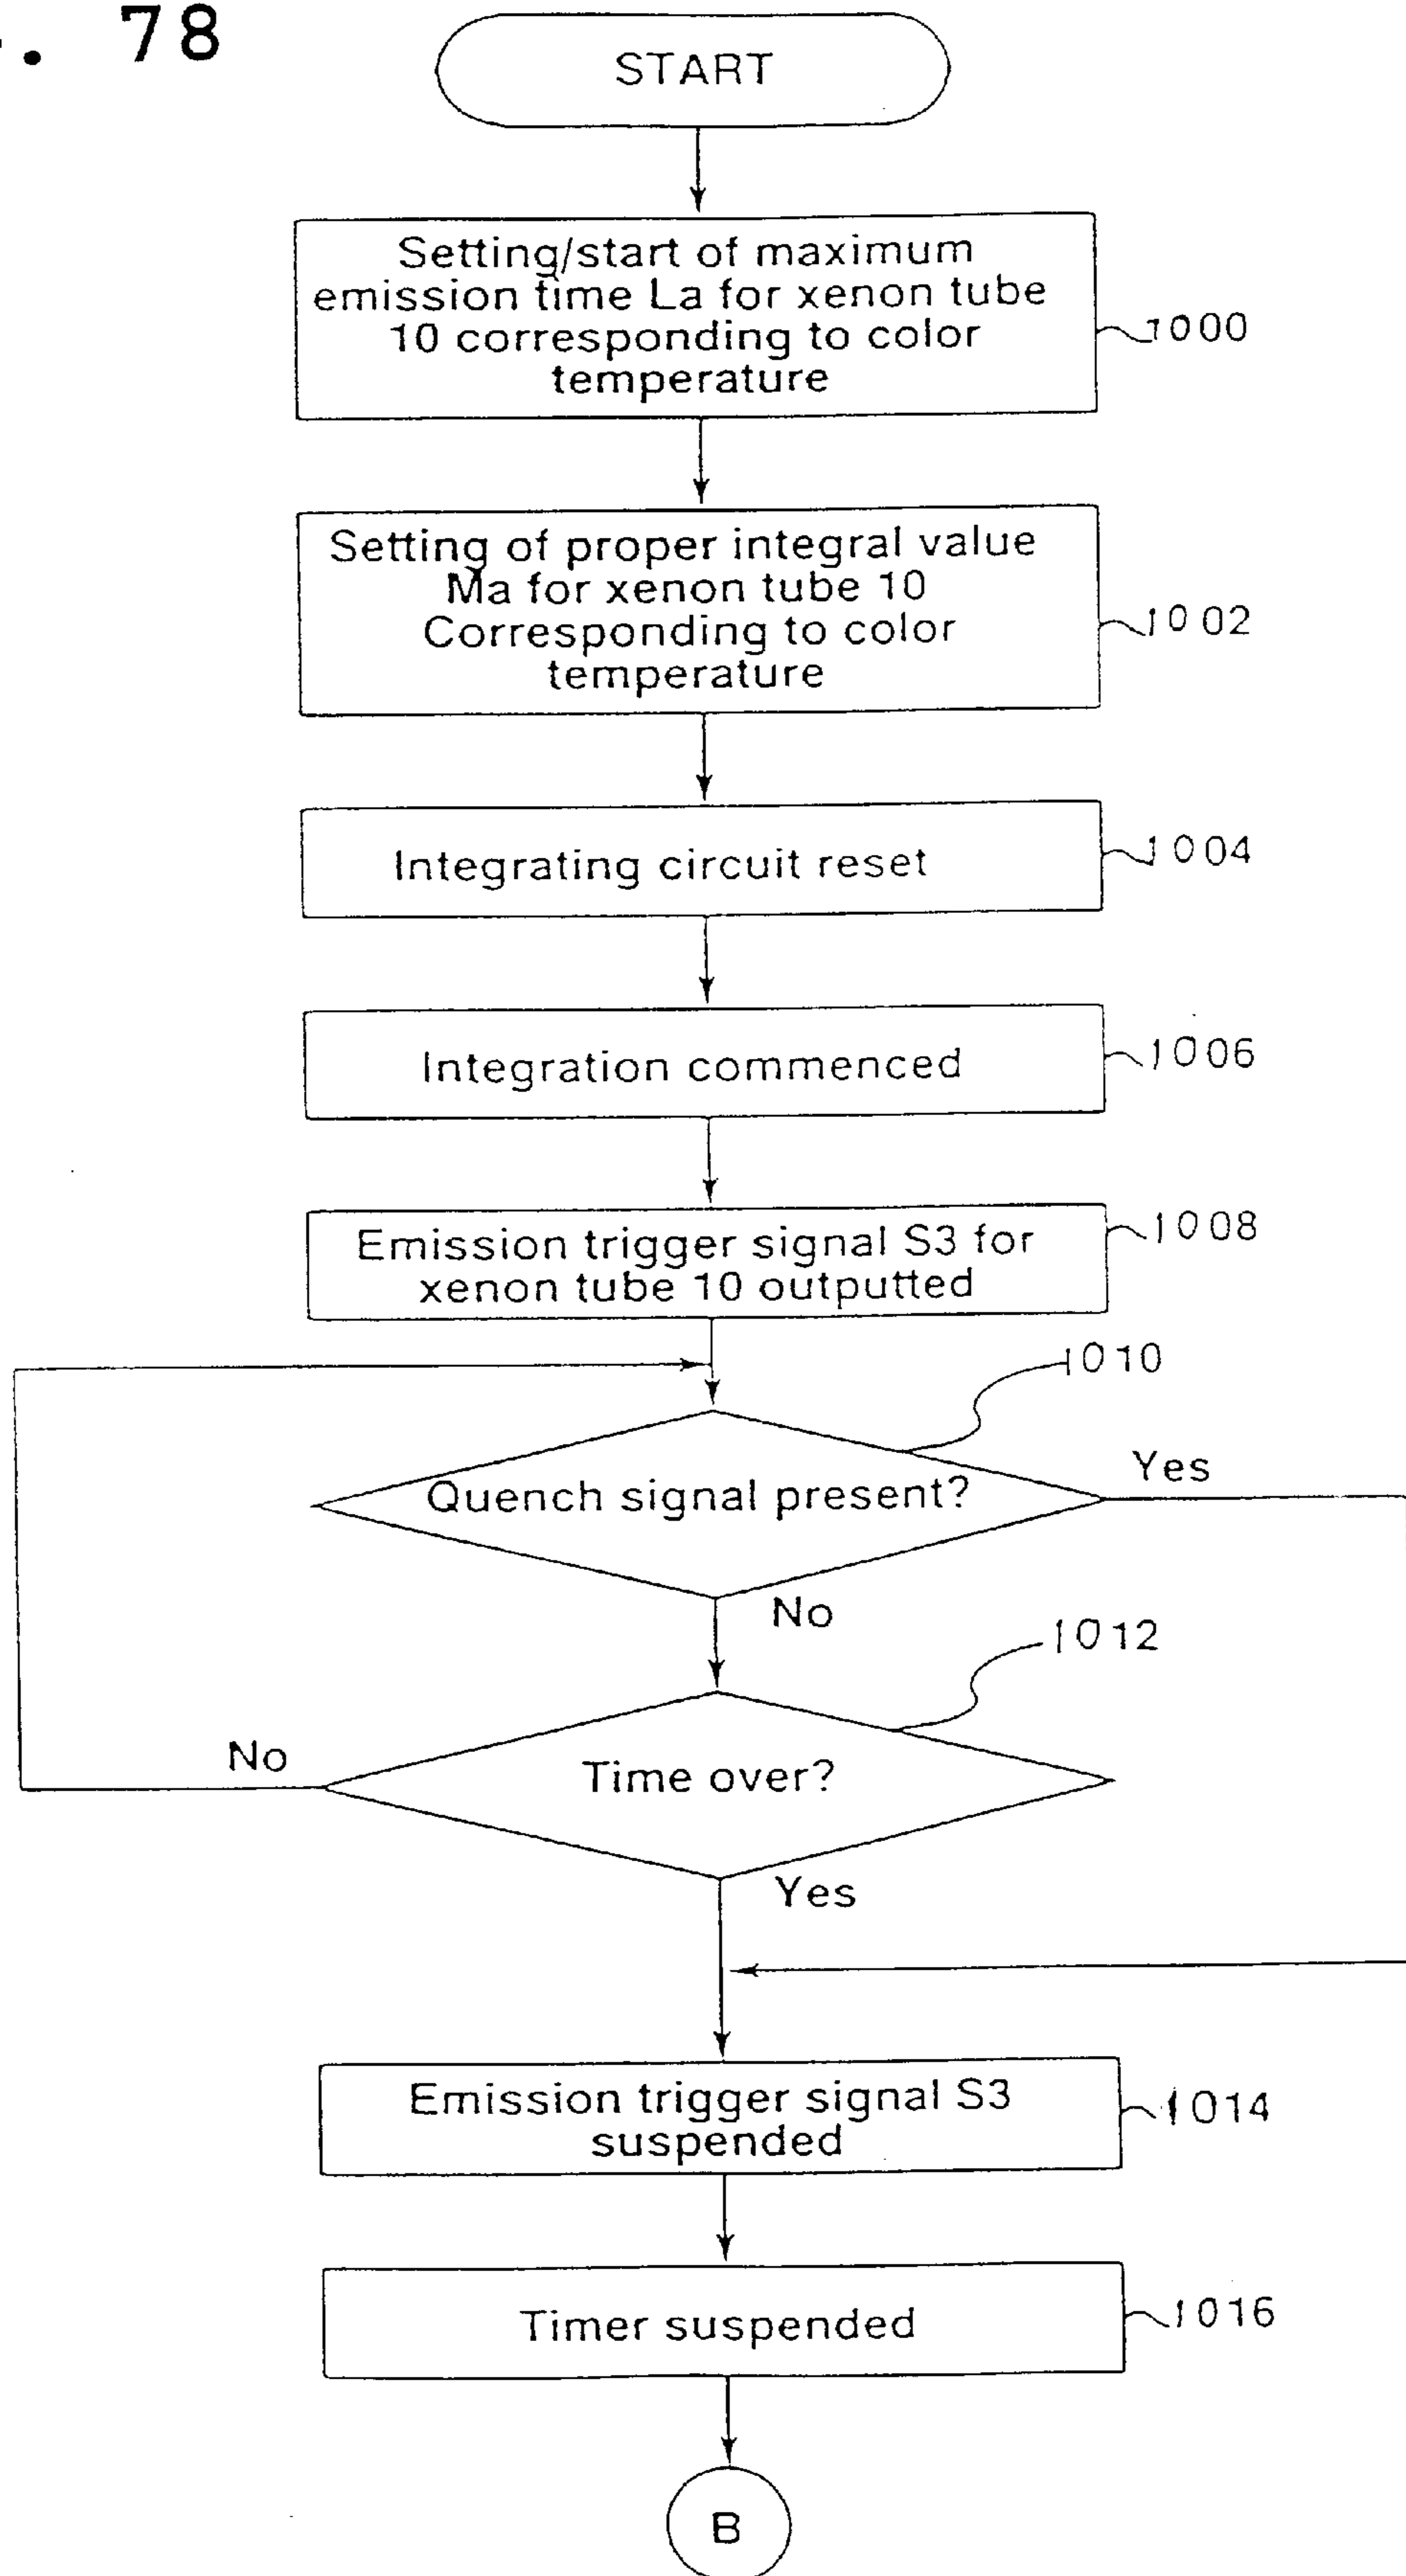 . 78
START
Setting/start of maximum
emission time La for xenon tube
10 corresponding to color
temperature
1000
Setting of proper integral value
Ma for xenon tube 10
Corresponding to color
temperature
1002
Integrating circuit reset
1004
Integration commenced
1006
Emission trigger signal S3 for
xenon tube 10 outputted
1008
1010
Quench signal present?
Yes
No
1012
Time over?
No
Yes
Emission trigger signal S3
suspended
1014
Timer suspended
1016
B